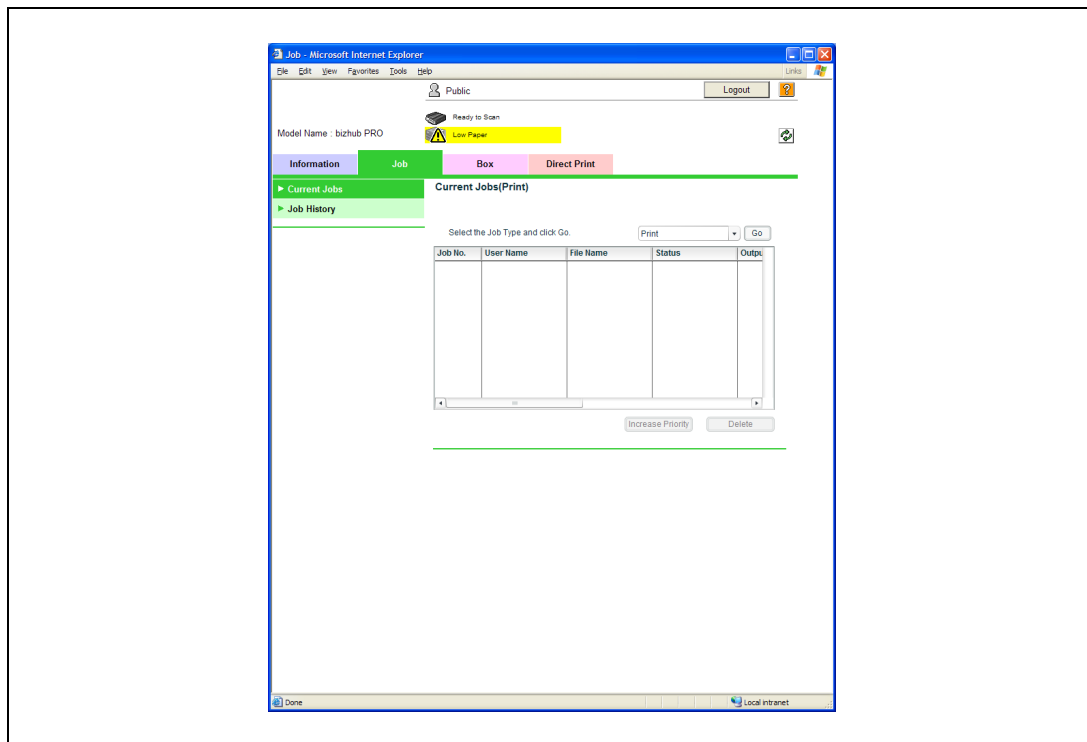 Job - Microsoft Internet Explorer
File Edit View Favorites Tools Help
Links
Public
Logout
?
Ready to Scan
Model Name : bizhub PRO
Low Paper
Information
Job
Box
Direct Print
Current Jobs
Job History
Current Jobs(Print)
Select the Job Type and click Go.
Print
Go
Job No. User Name File Name Status Outpu
Increase Priority
Delete
Done
Local intranet